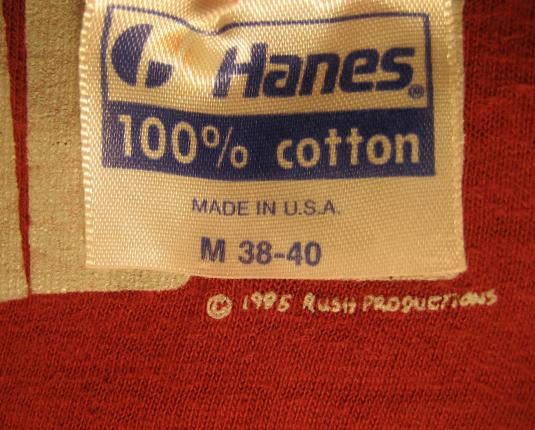 Hanes®
100% cotton
MADE IN U.S.A.
M 38-40
© 1985 RUSH PRODUCTIONS